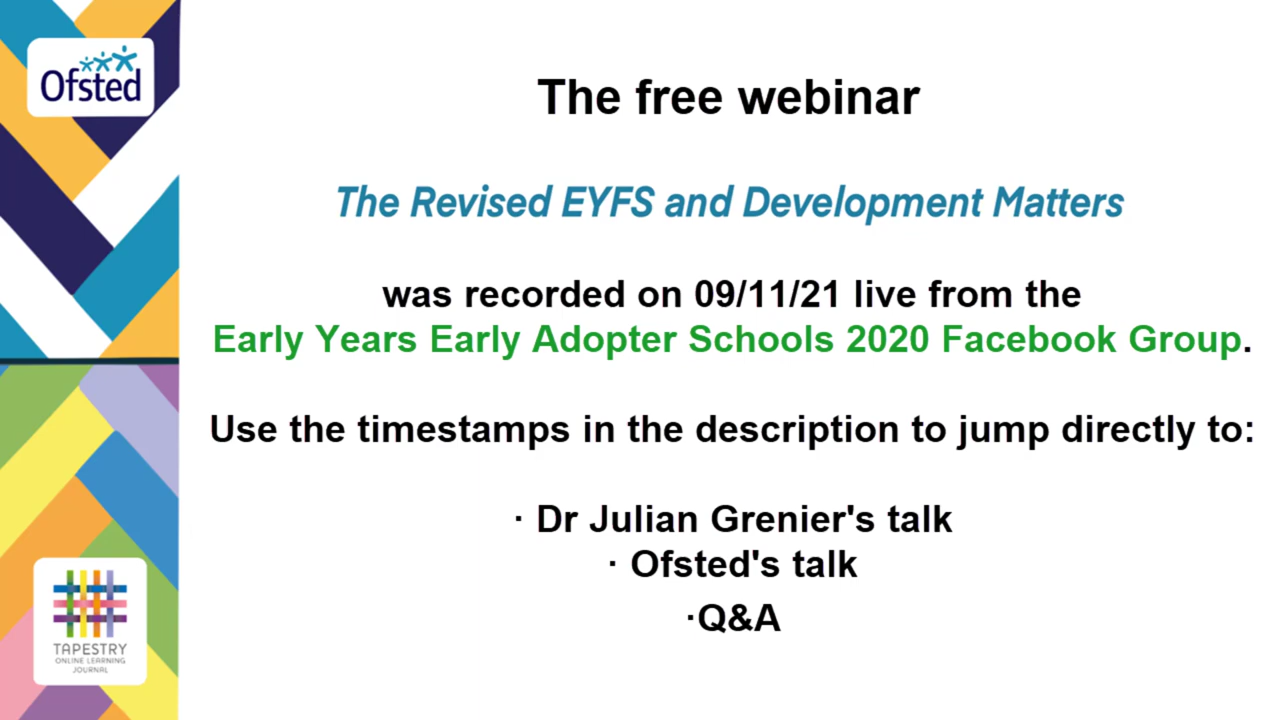 Ofsted
The free webinar
The Revised EYFS and Development Matters
was recorded on 09/11/21 live from the
Early Years Early Adopter Schools 2020 Facebook Group.
Use the timestamps in the description to jump directly to:
· Dr Julian Grenier's talk
· Ofsted's talk
·Q&A
TAPESTRY
ONLINE LEARNING
JOURNAL